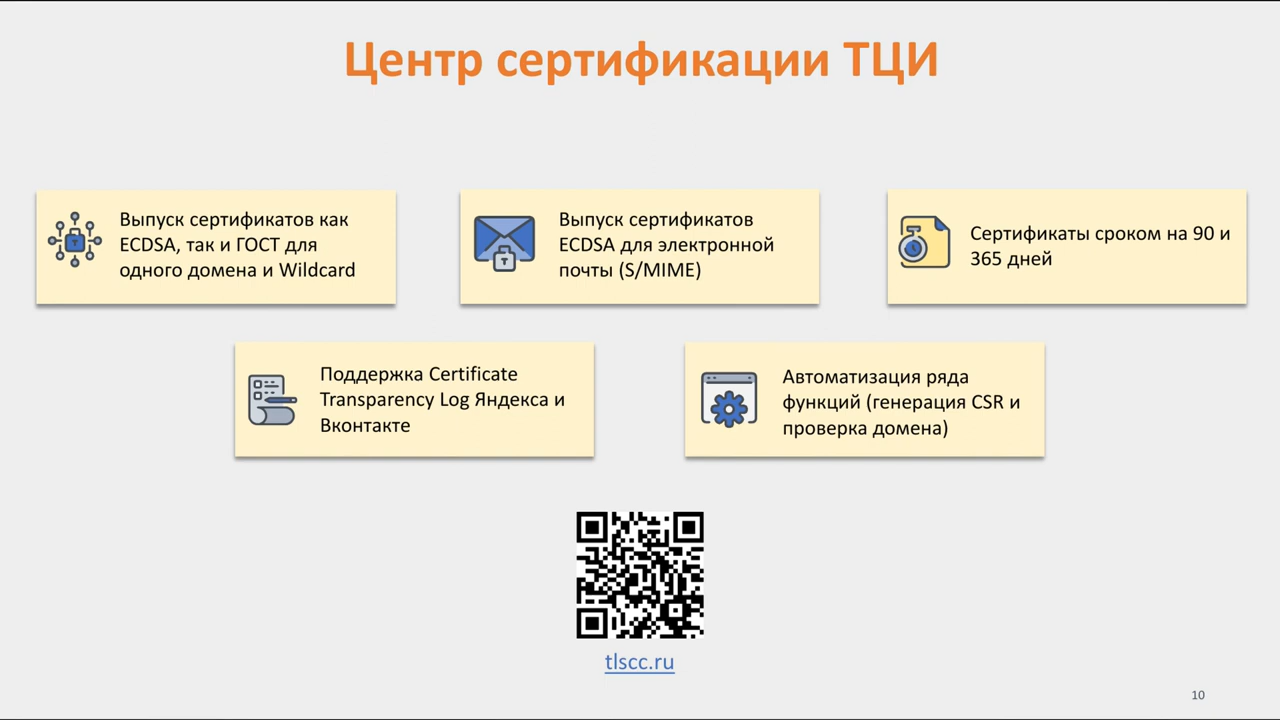 Центр сертификации ТЦИ
Выпуск сертификатов как
ECDSA, так и ГОСТ для
одного домена и Wildcard
Выпуск сертификатов
ECDSA для электронной
почты (S/MIME)
Сертификаты сроком на 90 и
365 дней
Поддержка Certificate
Transparency Log Яндекса и
Вконтакте
Автоматизация ряда
функций (генерация CSR и
проверка домена)
tlscc.ru
10